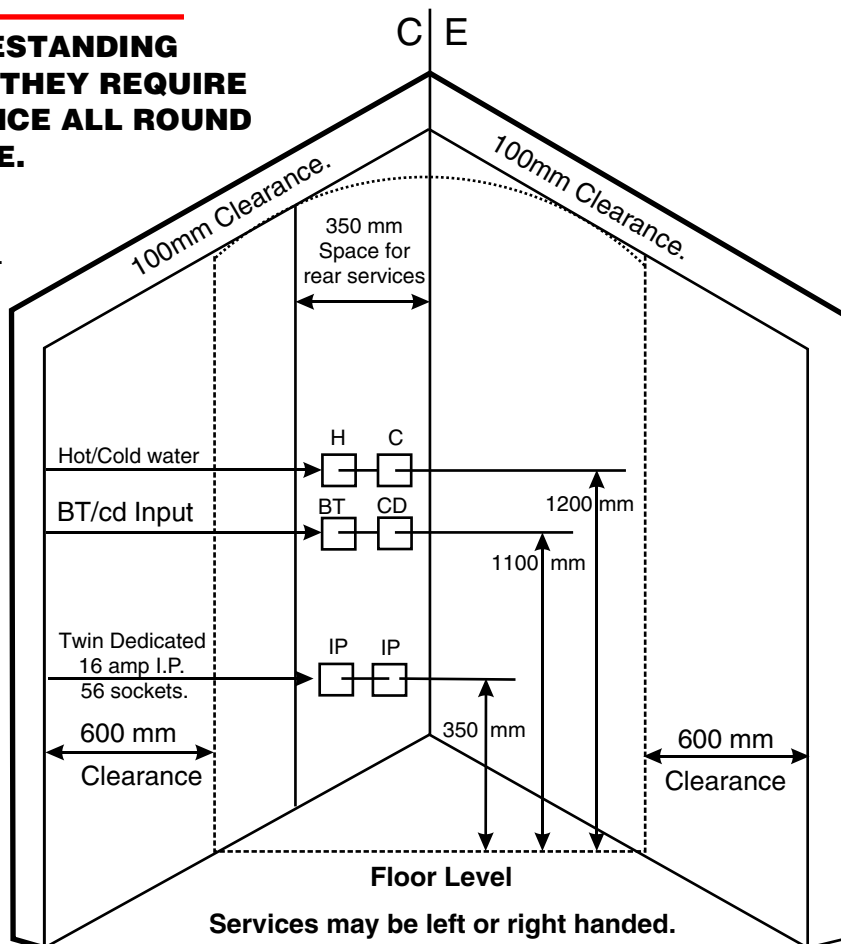 ESTANDING
THEY REQUIRE
NCE ALL ROUND
E.
C E
100mm Clearance.
100mm Clearance.
350 mm
Space for
rear services
H C
Hot/Cold water
1200 mm
BT/cd Input
BT CD
1100 mm
Twin Dedicated
16 amp I.P.
56 sockets.
IP IP
350 mm
600 mm
Clearance
600 mm
Clearance
Floor Level
Services may be left or right handed.